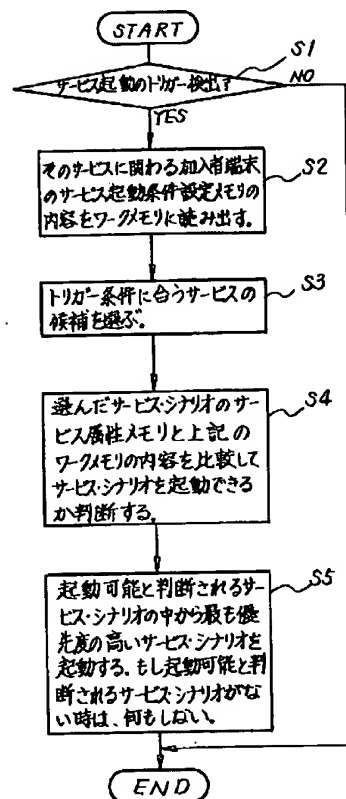 START
S1
サービス起動のトリガー検出?
NO
YES
S2
そのサービスに関わる加入者端末
のサービス起動条件設定メモリの
内容をワークメモリに読み出す。
S3
トリガー条件に合うサービスの
候補を選ぶ。
S4
選んだサービス・シナリオのサー
ビス属性メモリと上記の
ワークメモリの内容を比較して
サービス・シナリオを起動できる
か判断する。
S5
起動可能と判断されるサー
ビス・シナリオの中から最も優
先度の高いサービス・シナリオを
起動する。もし起動可能と判
断されるサービス・シナリオがな
い時は、何もしない。
END